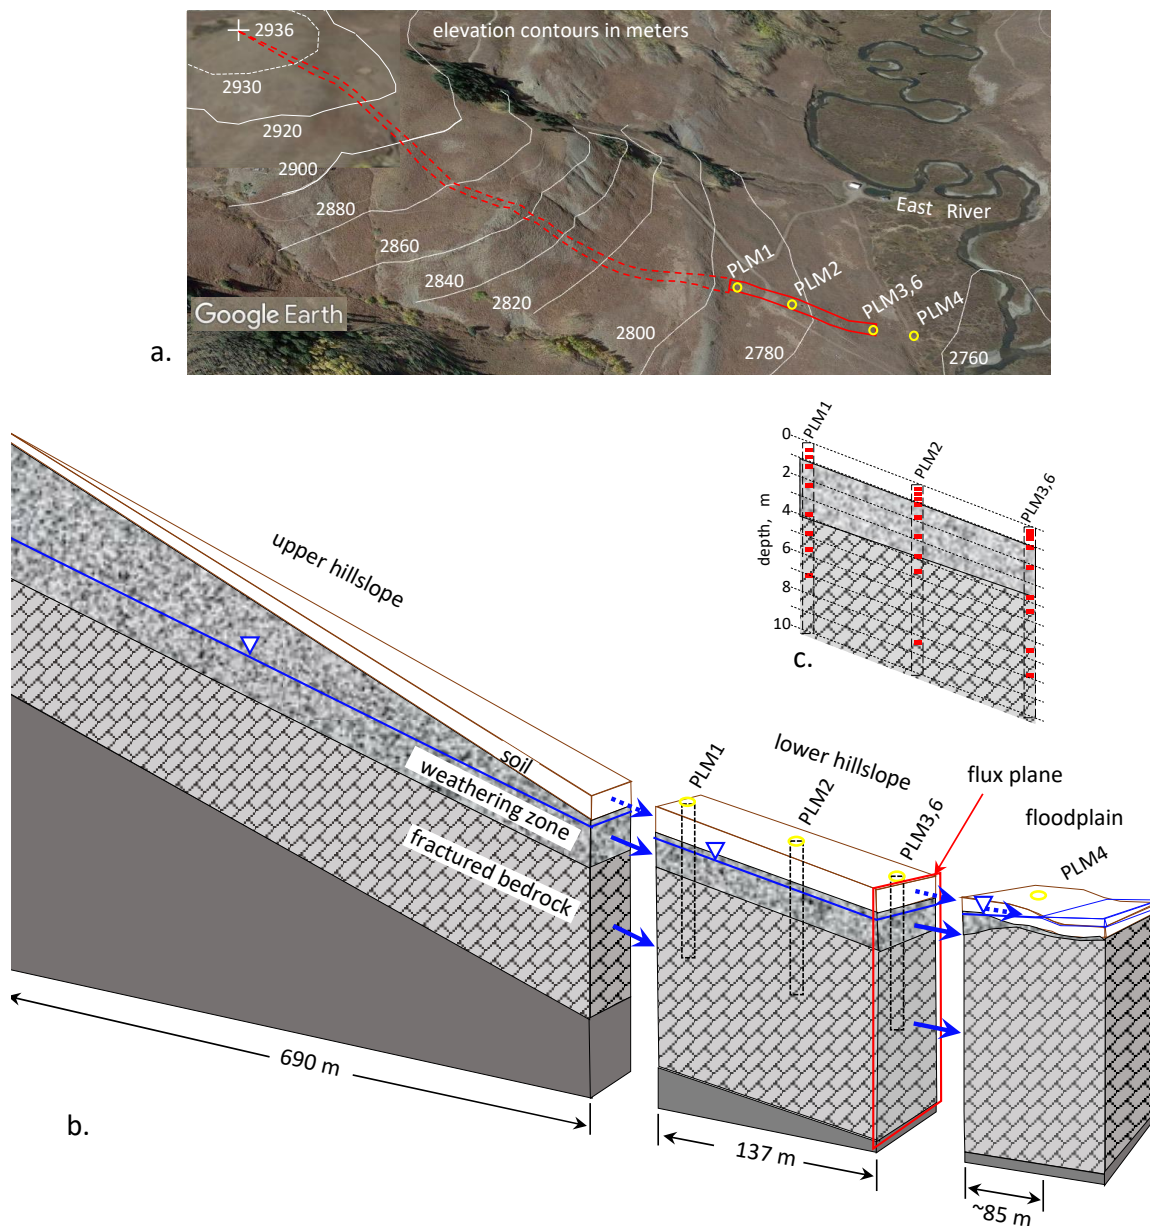 elevation contours in meters
2936
2930
2920
2900
2880
2860
2840
2820
2800
2780
2760
East River
PLM1
PLM2
PLM3,6
PLM4
Google Earth
a.
upper hillslope
soil
weathering zone
fractured bedrock
690 m
b.
PLM1
PLM2
PLM3,6
0
2
4
6
8
10
depth, m
c.
lower hillslope
flux plane
floodplain
PLM1
PLM2
PLM3,6
PLM4
137 m
~85 m